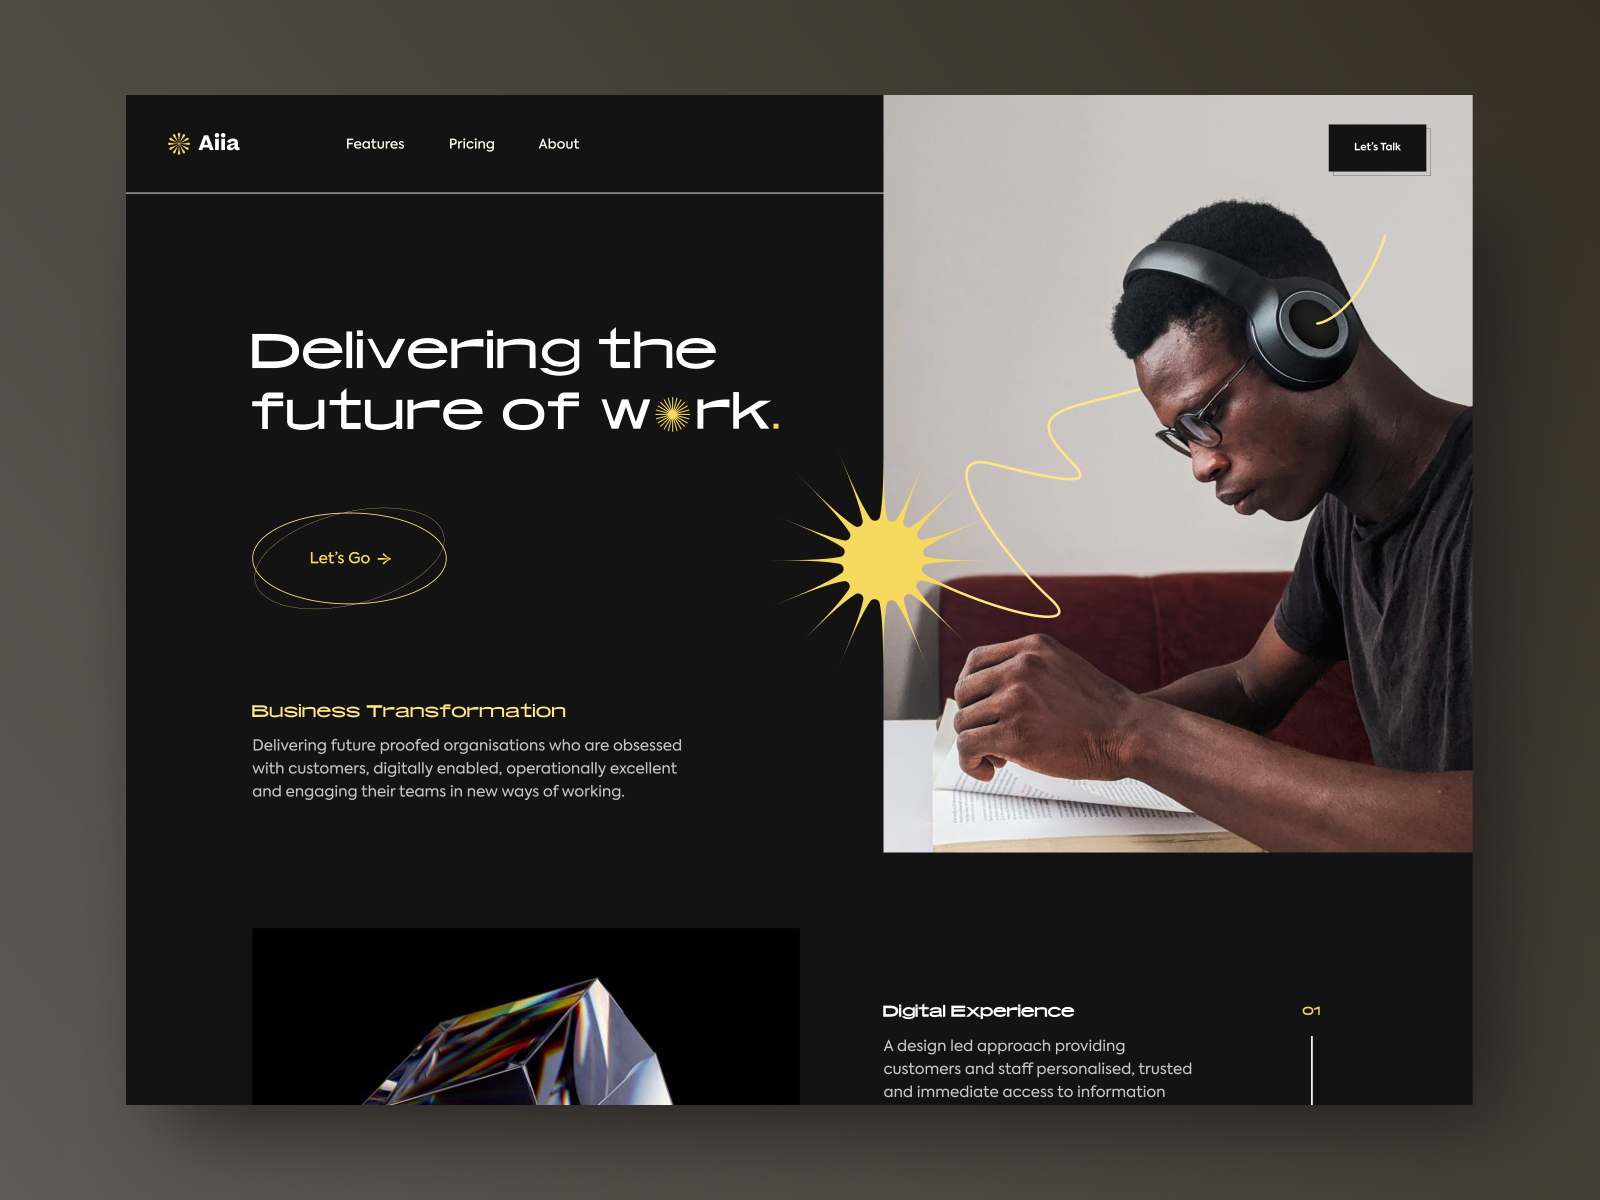 Aiia
Features
Pricing
About
Let's Talk
Delivering the
future of work.
Let's Go →
Business Transformation
Delivering future proofed organisations who are obsessed
with customers, digitally enabled, operationally excellent
and engaging their teams in new ways of working.
Digital Experience
01
A design led approach providing
customers and staff personalised, trusted
and immediate access to information